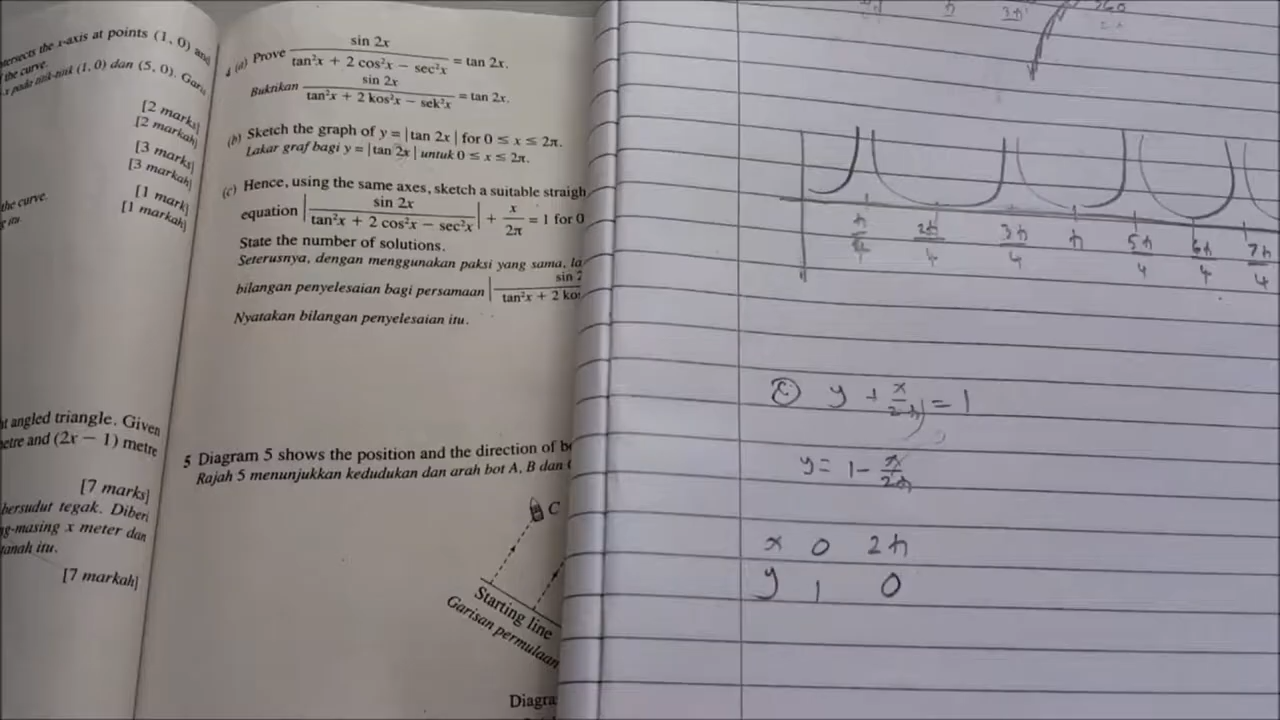 tersects the x-axis at points (1, 0) and
the curve.
x pada titik-titik (1, 0) dan (5, 0). Garis
[2 marks]
[2 markah]
[3 marks]
[3 markah]
the curve.
g itu
[1 mark]
[1 markah]
ht angled triangle. Given
etre and (2x − 1) metre
[7 marks]
bersudut tegak. Diberi
ng-masing x meter dan
tanah itu.
[7 markah]
4 (a) Prove sin 2x / (tan²x + 2 cos²x − sec²x) = tan 2x.
Buktikan sin 2x / (tan²x + 2 kos²x − sek²x) = tan 2x.
(b) Sketch the graph of y = |tan 2x| for 0 ≤ x ≤ 2π.
Lakar graf bagi y = |tan 2x| untuk 0 ≤ x ≤ 2π.
(c) Hence, using the same axes, sketch a suitable straigh
equation |sin 2x / (tan²x + 2 cos²x − sec²x)| + x/2π = 1 for 0
State the number of solutions.
Seterusnya, dengan menggunakan paksi yang sama, la
bilangan penyelesaian bagi persamaan |sin 2 / (tan²x + 2 ko
Nyatakan bilangan penyelesaian itu.
5 Diagram 5 shows the position and the direction of b
Rajah 5 menunjukkan kedudukan dan arah bot A, B dan
C
Starting line
Garisan permulaan
Diagra
π/4 2π/4 3π/4 π 5π/4 6π/4 7π/4
(c) y + x/2π = 1
y = 1 − x/2π
x 0 2π
y 1 0